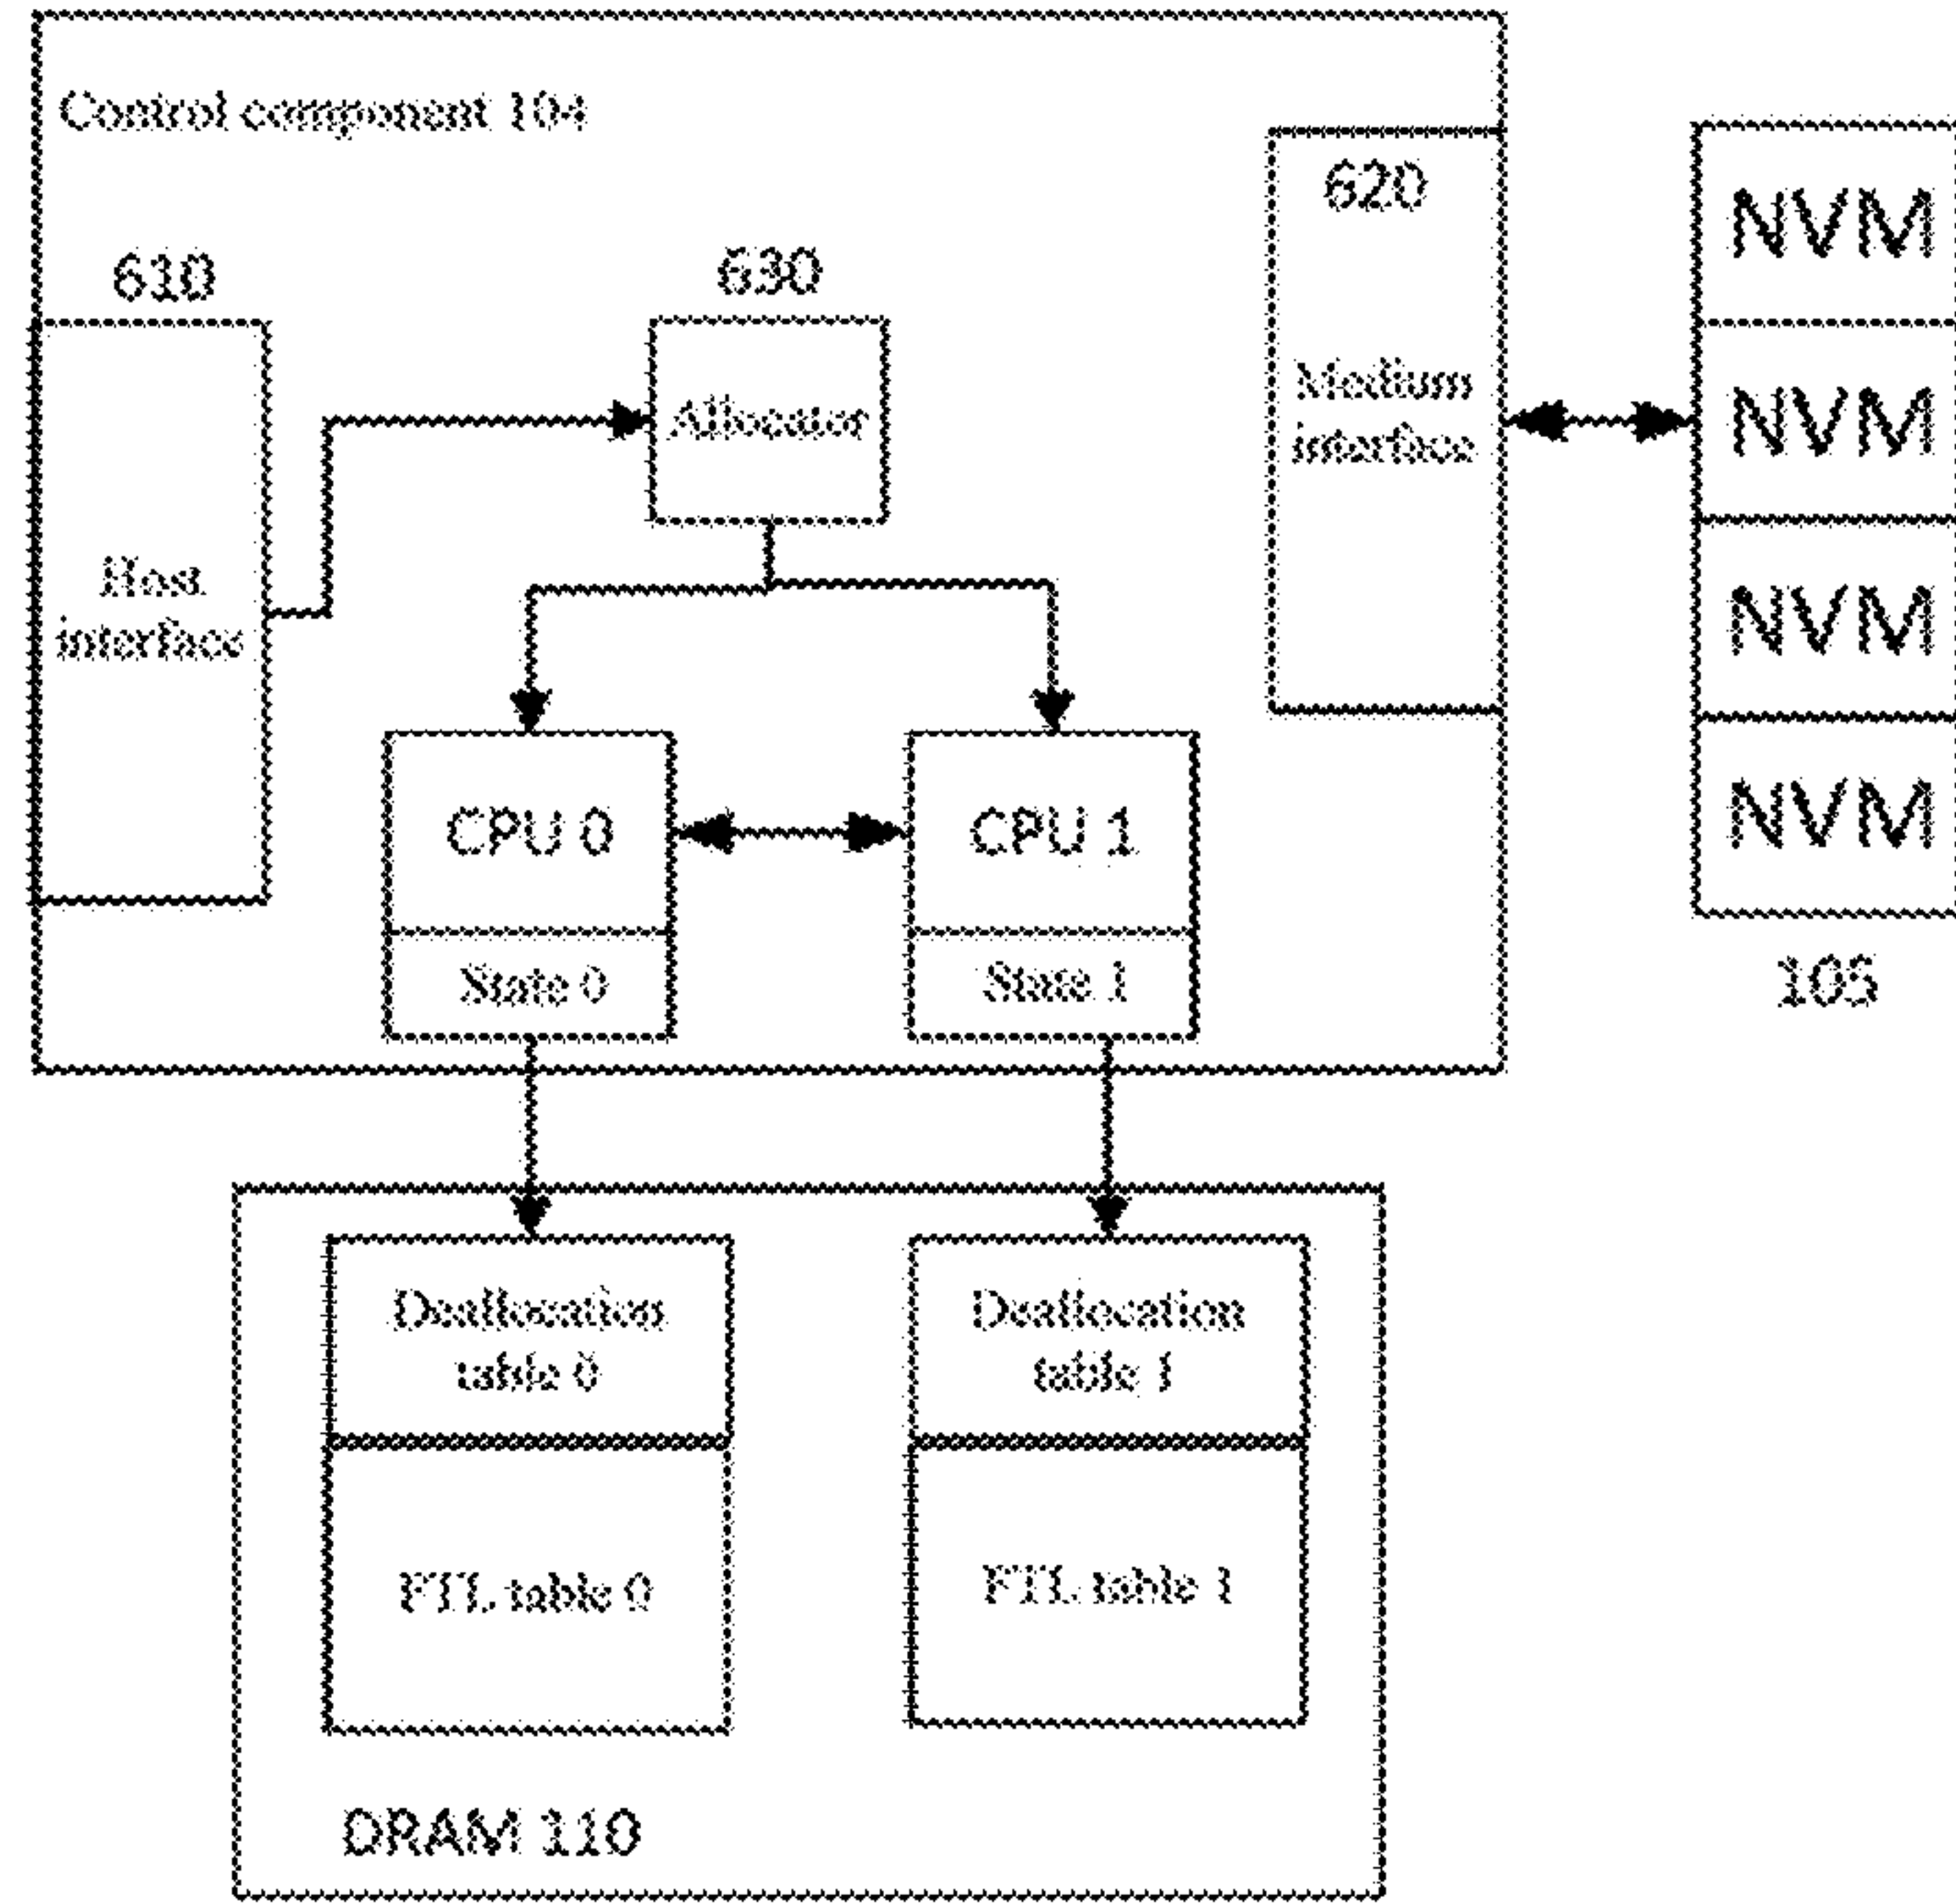 Control component 104
620
NVM
610
630
NVM
Allocator
Medium
interface
Host
interface
NVM
CPU 0
CPU 1
NVM
State 0
State 1
105
Deallocation
table 0
Deallocation
table 1
FTL table 0
FTL table 1
DRAM 110